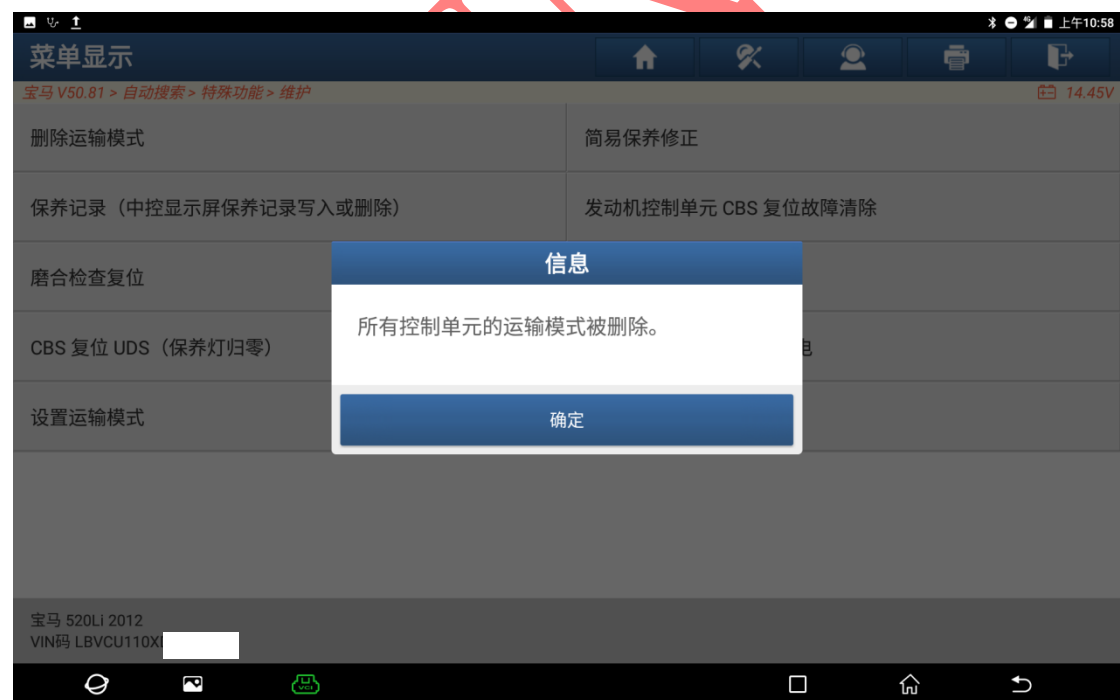 上午10:58
菜单显示
宝马 V50.81 > 自动搜索 > 特殊功能 > 维护
14.45V
删除运输模式
简易保养修正
保养记录（中控显示屏保养记录写入或删除）
发动机控制单元 CBS 复位故障清除
信息
磨合检查复位
所有控制单元的运输模式被删除。
CBS 复位 UDS（保养灯归零）
设置运输模式
确定
宝马 520Li 2012
VIN码 LBVCU110X
VCI